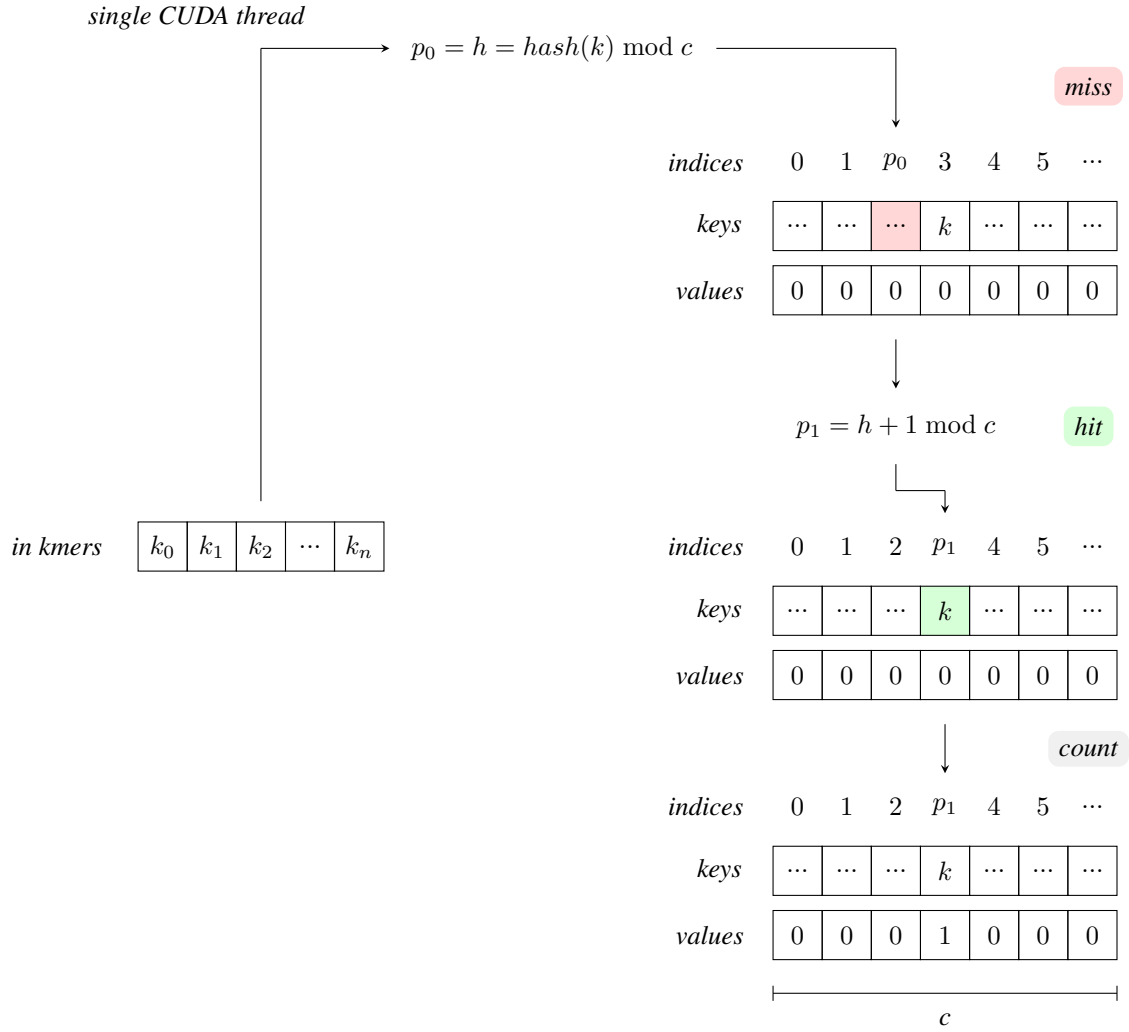 single CUDA thread
p₀ = h = hash(k) mod c
miss
indices 0 1 p₀ 3 4 5 ···
keys ··· ··· ··· k ··· ··· ···
values 0 0 0 0 0 0 0
p₁ = h + 1 mod c
hit
in kmers k₀ k₁ k₂ ··· kₙ
indices 0 1 2 p₁ 4 5 ···
keys ··· ··· ··· k ··· ··· ···
values 0 0 0 0 0 0 0
count
indices 0 1 2 p₁ 4 5 ···
keys ··· ··· ··· k ··· ··· ···
values 0 0 0 1 0 0 0
c